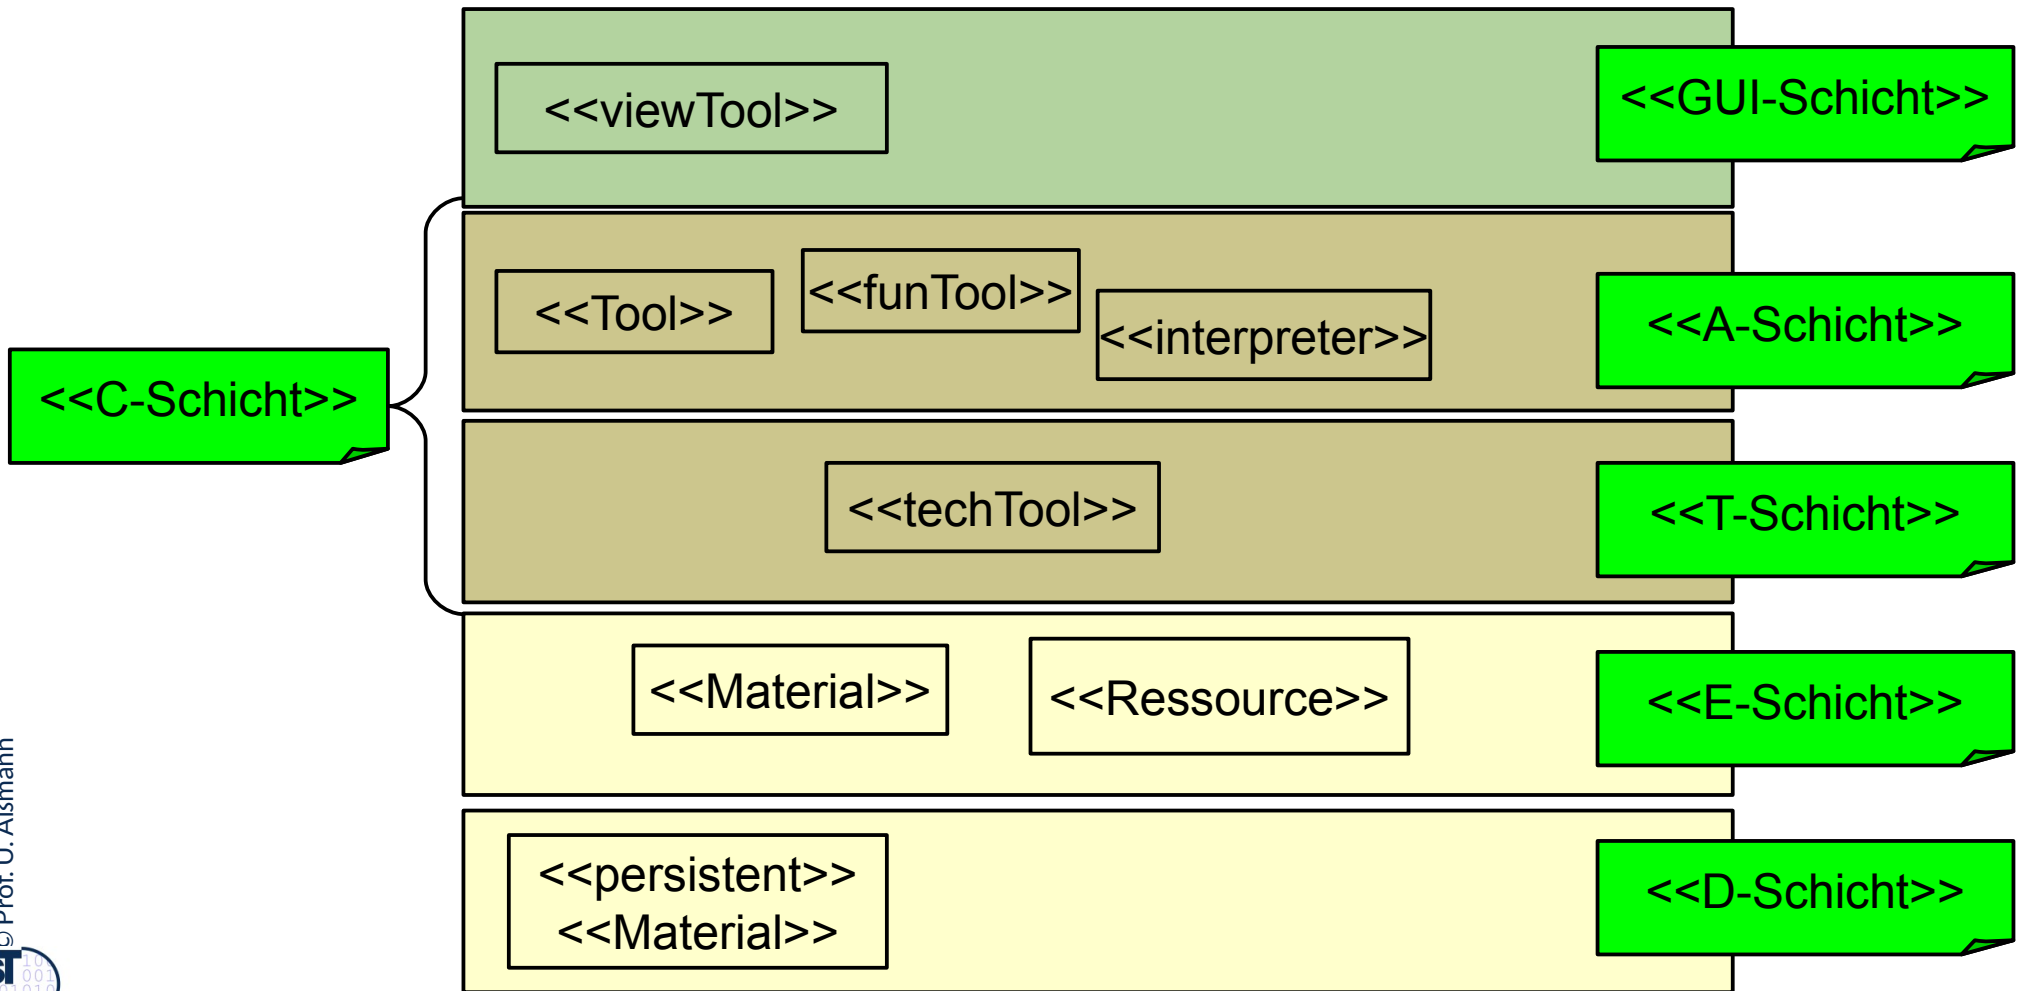 <<viewTool>>
<<GUI-Schicht>>
<<Tool>>
<<funTool>>
<<interpreter>>
<<A-Schicht>>
<<C-Schicht>>
<<techTool>>
<<T-Schicht>>
<<Material>>
<<Ressource>>
<<E-Schicht>>
<<persistent>>
<<Material>>
<<D-Schicht>>
© Prof. U. Aßmann